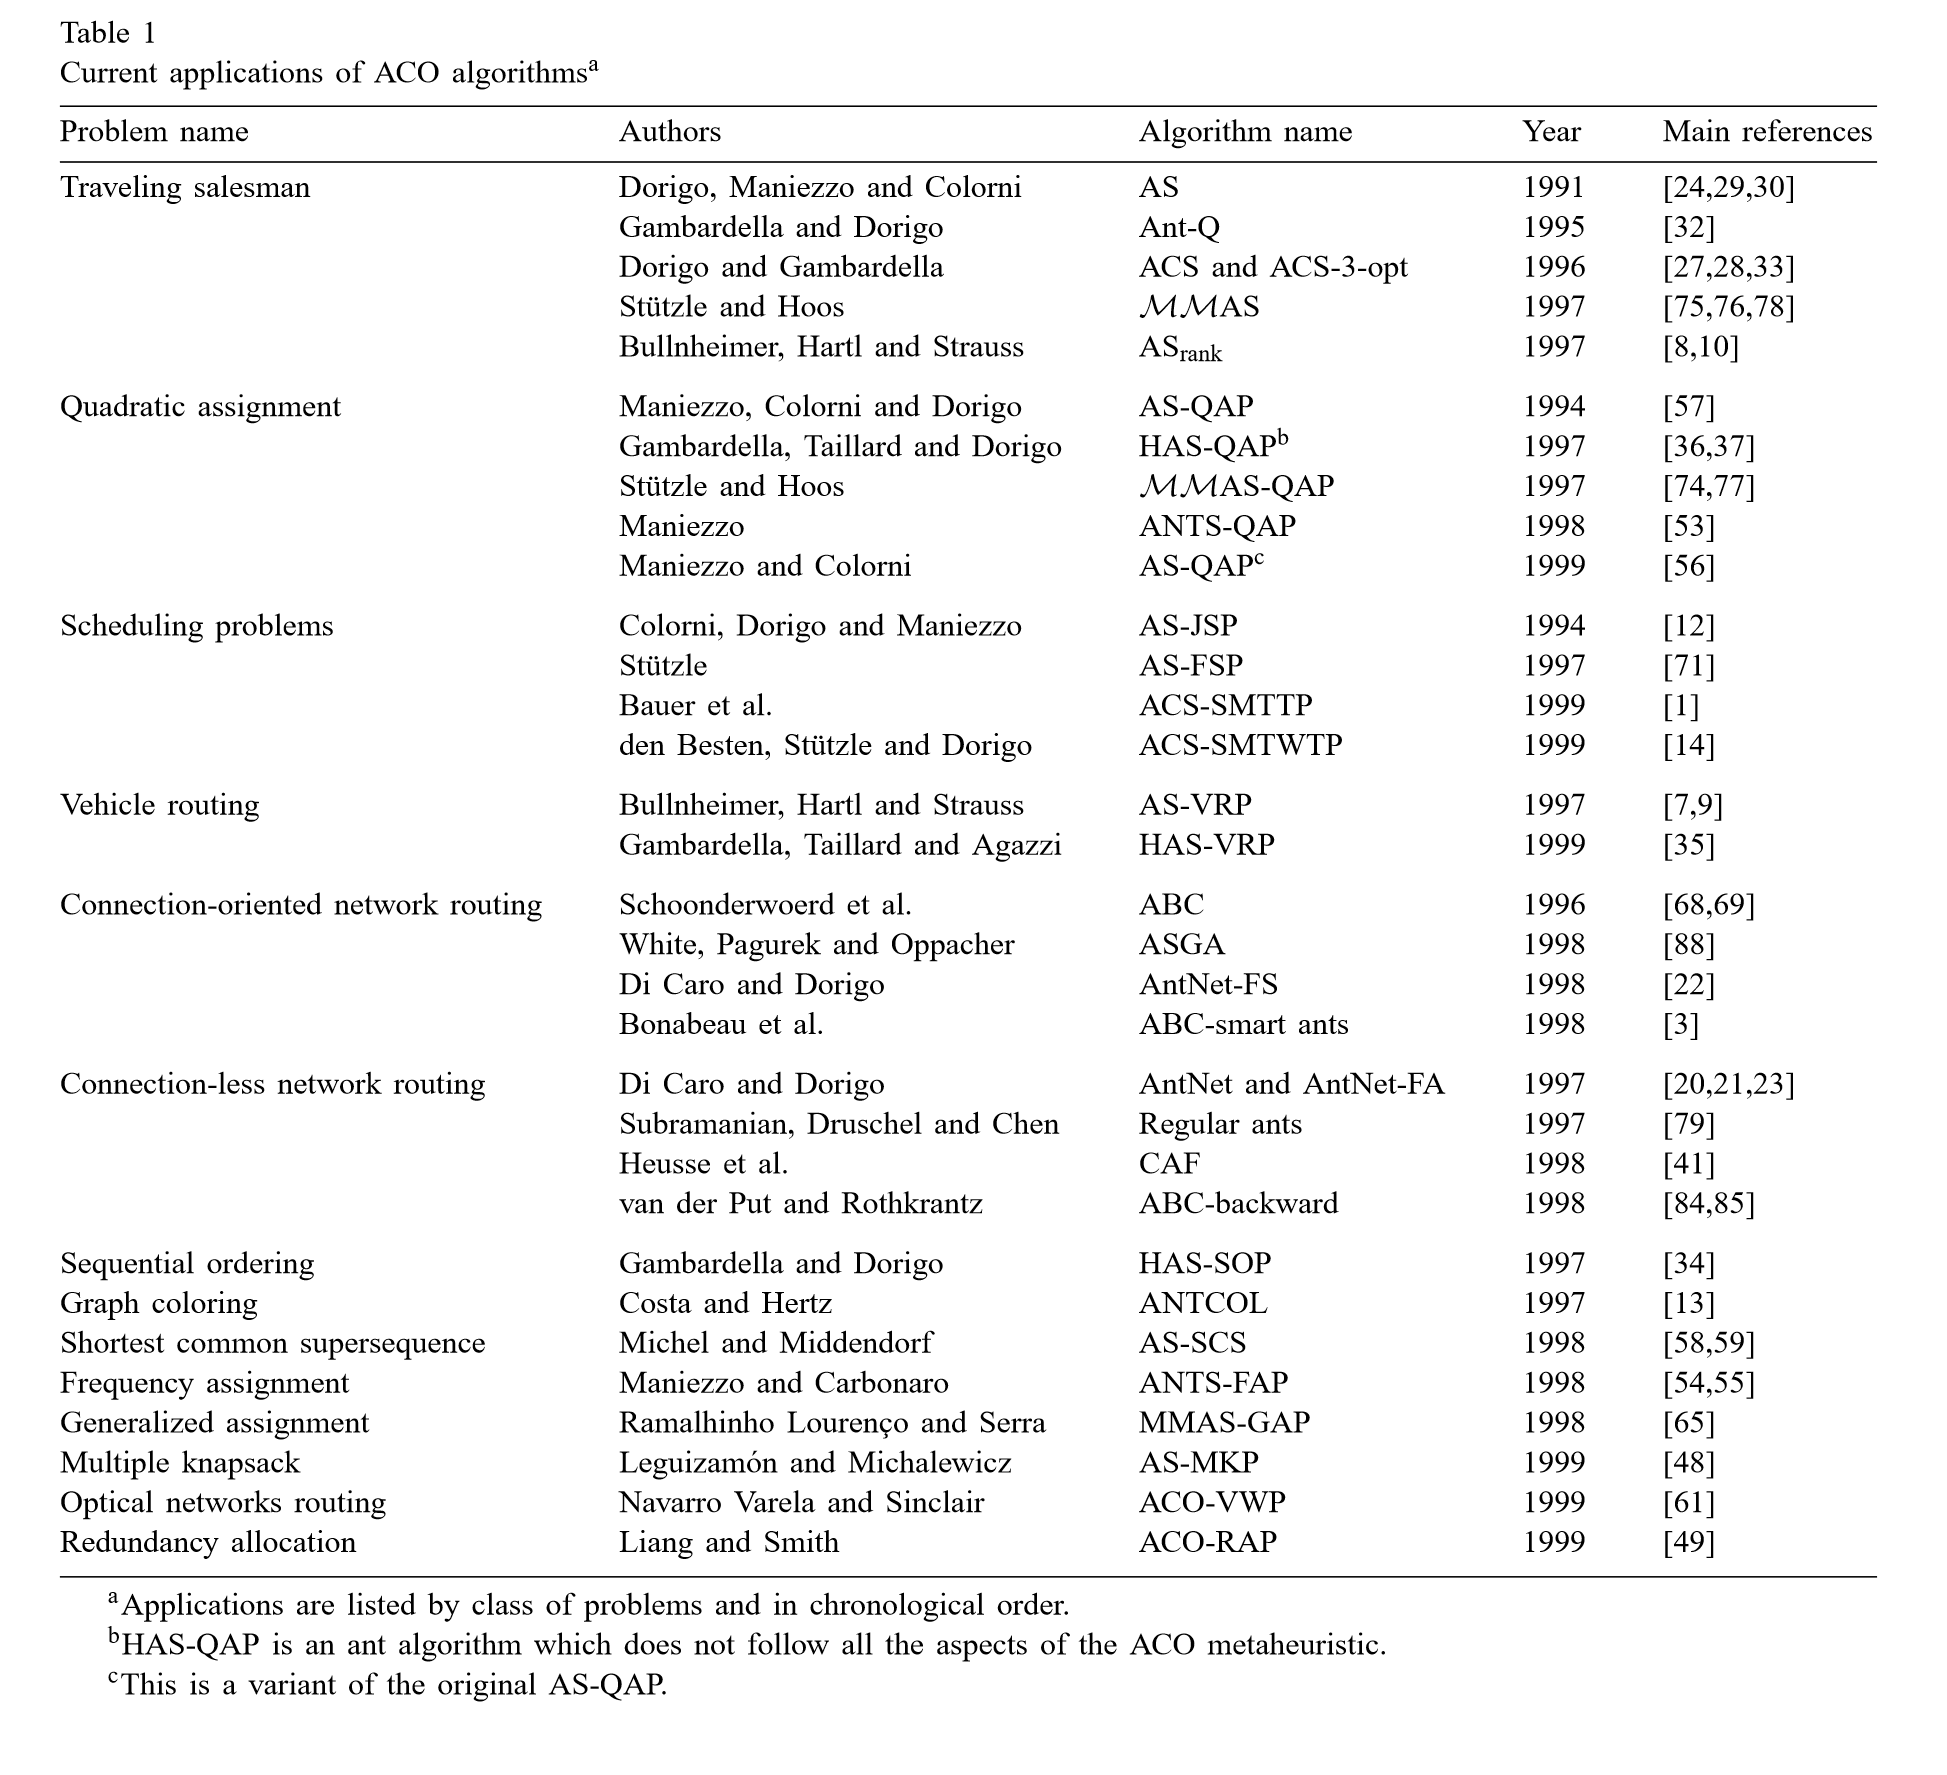 Table 1
Current applications of ACO algorithmsᵃ
Problem name Authors Algorithm name Year Main references
Traveling salesman Dorigo, Maniezzo and Colorni AS 1991 [24,29,30]
Gambardella and Dorigo Ant-Q 1995 [32]
Dorigo and Gambardella ACS and ACS-3-opt 1996 [27,28,33]
Stützle and Hoos ℳℳAS 1997 [75,76,78]
Bullnheimer, Hartl and Strauss ASrank 1997 [8,10]
Quadratic assignment Maniezzo, Colorni and Dorigo AS-QAP 1994 [57]
Gambardella, Taillard and Dorigo HAS-QAPᵇ 1997 [36,37]
Stützle and Hoos ℳℳAS-QAP 1997 [74,77]
Maniezzo ANTS-QAP 1998 [53]
Maniezzo and Colorni AS-QAPᶜ 1999 [56]
Scheduling problems Colorni, Dorigo and Maniezzo AS-JSP 1994 [12]
Stützle AS-FSP 1997 [71]
Bauer et al. ACS-SMTTP 1999 [1]
den Besten, Stützle and Dorigo ACS-SMTWTP 1999 [14]
Vehicle routing Bullnheimer, Hartl and Strauss AS-VRP 1997 [7,9]
Gambardella, Taillard and Agazzi HAS-VRP 1999 [35]
Connection-oriented network routing Schoonderwoerd et al. ABC 1996 [68,69]
White, Pagurek and Oppacher ASGA 1998 [88]
Di Caro and Dorigo AntNet-FS 1998 [22]
Bonabeau et al. ABC-smart ants 1998 [3]
Connection-less network routing Di Caro and Dorigo AntNet and AntNet-FA 1997 [20,21,23]
Subramanian, Druschel and Chen Regular ants 1997 [79]
Heusse et al. CAF 1998 [41]
van der Put and Rothkrantz ABC-backward 1998 [84,85]
Sequential ordering Gambardella and Dorigo HAS-SOP 1997 [34]
Graph coloring Costa and Hertz ANTCOL 1997 [13]
Shortest common supersequence Michel and Middendorf AS-SCS 1998 [58,59]
Frequency assignment Maniezzo and Carbonaro ANTS-FAP 1998 [54,55]
Generalized assignment Ramalhinho Lourenço and Serra MMAS-GAP 1998 [65]
Multiple knapsack Leguizamón and Michalewicz AS-MKP 1999 [48]
Optical networks routing Navarro Varela and Sinclair ACO-VWP 1999 [61]
Redundancy allocation Liang and Smith ACO-RAP 1999 [49]
ᵃApplications are listed by class of problems and in chronological order.
ᵇHAS-QAP is an ant algorithm which does not follow all the aspects of the ACO metaheuristic.
ᶜThis is a variant of the original AS-QAP.